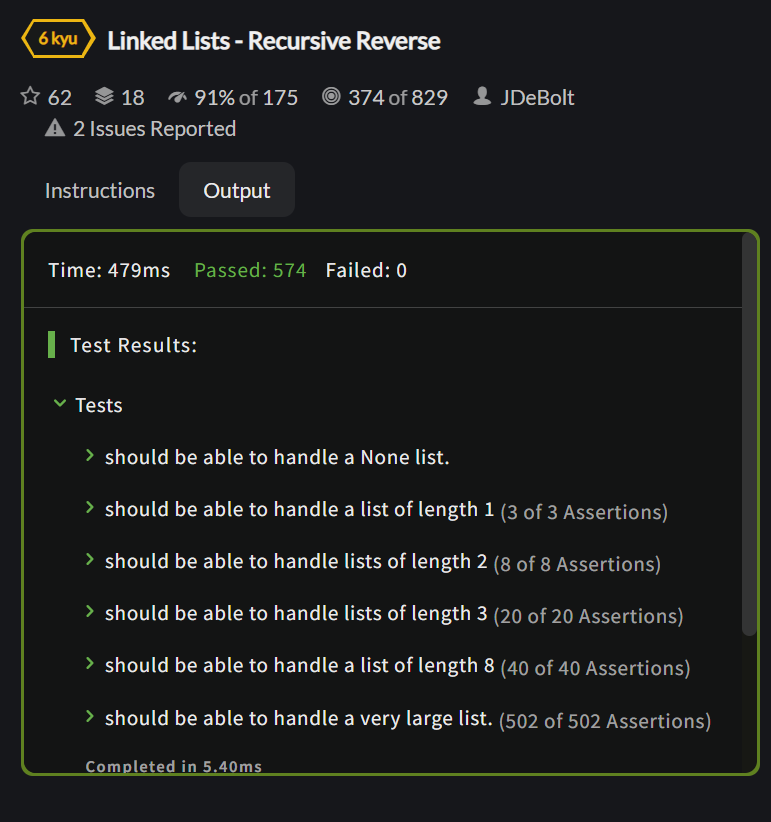 6 kyu Linked Lists - Recursive Reverse
62 18 91% of 175 374 of 829 JDeBolt
2 Issues Reported
Instructions Output
Time: 479ms Passed: 574 Failed: 0
Test Results:
Tests
should be able to handle a None list.
should be able to handle a list of length 1 (3 of 3 Assertions)
should be able to handle lists of length 2 (8 of 8 Assertions)
should be able to handle lists of length 3 (20 of 20 Assertions)
should be able to handle a list of length 8 (40 of 40 Assertions)
should be able to handle a very large list. (502 of 502 Assertions)
Completed in 5.40ms